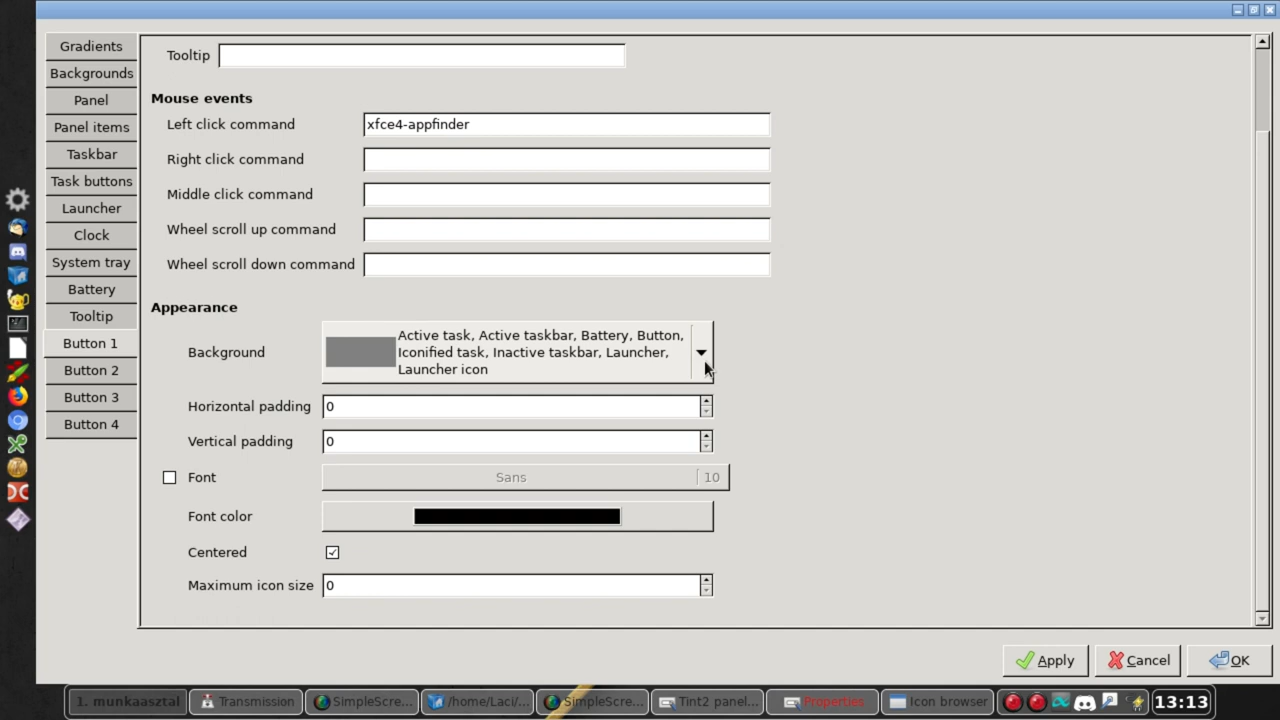 Gradients
Backgrounds
Panel
Panel items
Taskbar
Task buttons
Launcher
Clock
System tray
Battery
Tooltip
Button 1
Button 2
Button 3
Button 4
Tooltip
Mouse events
Left click command xfce4-appfinder
Right click command
Middle click command
Wheel scroll up command
Wheel scroll down command
Appearance
Background
Active task, Active taskbar, Battery, Button,
Iconified task, Inactive taskbar, Launcher,
Launcher icon
Horizontal padding 0
Vertical padding 0
Font Sans 10
Font color
Centered
Maximum icon size 0
Apply Cancel OK
1. munkaasztal Transmission SimpleScre... /home/Laci/... SimpleScre... Tint2 panel... Properties Icon browser 13:13